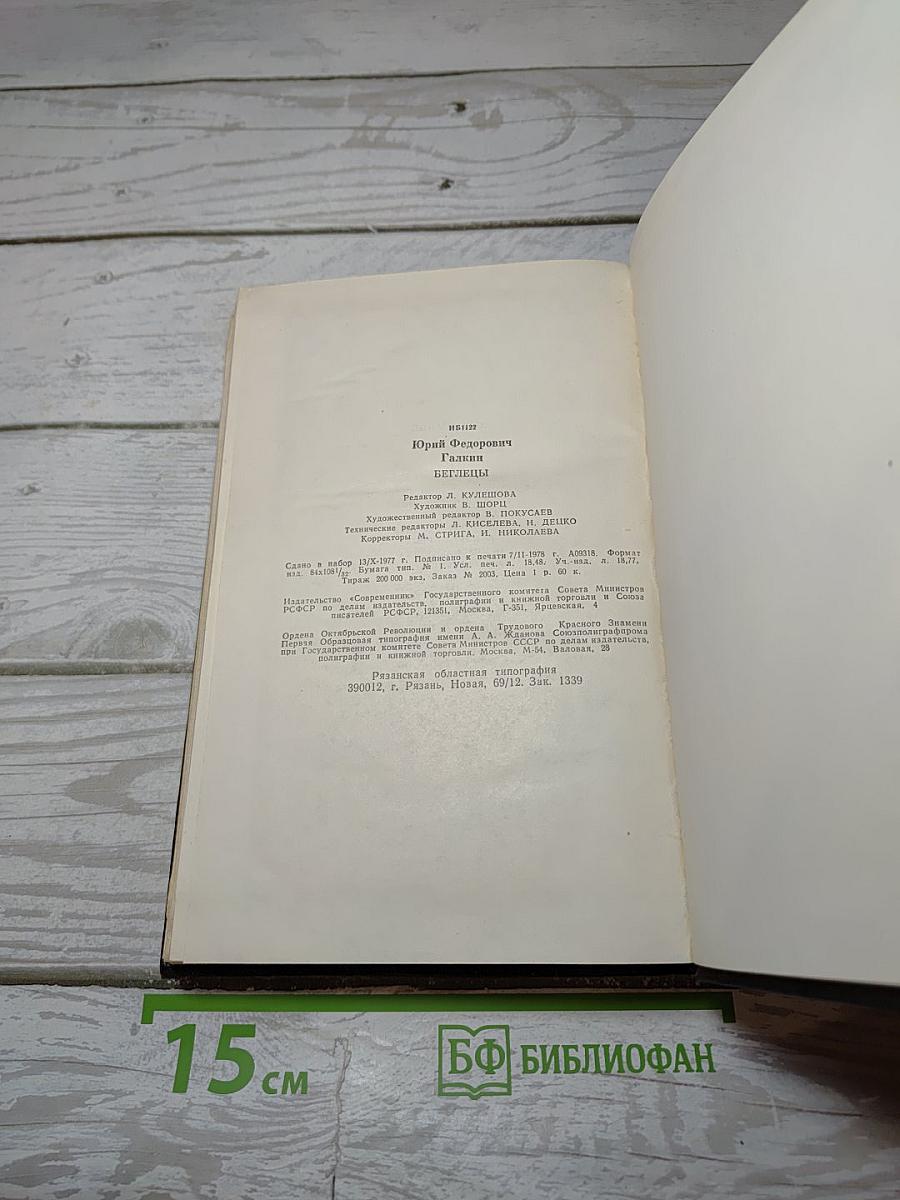 ИБ1122
Юрий Федорович
Галкин
БЕГЛЕЦЫ
Редактор Л. КУЛЕШОВА
Художник В. ШОРЦ
Художественный редактор В. ПОКУСАЕВ
Технические редакторы Л. КИСЕЛЕВА, Н. ДЕЦКО
Корректоры М. СТРИГА, И. НИКОЛАЕВА
Сдано в набор 13/X-1977 г. Подписано к печати 7/II-1978 г. А09318. Формат
изд. 84x1081/32. Бумага тип. № 1. Усл. печ. л. 18,48. Уч.-изд. л. 18,77.
Тираж 200 000 экз. Заказ № 2003. Цена 1 р. 60 к.
Издательство «Современник» Государственного комитета Совета Министров
РСФСР по делам издательств, полиграфии и книжной торговли и Союза
писателей РСФСР, 121351, Москва, Г-351, Ярцевская, 4
Ордена Октябрьской Революции и ордена Трудового Красного Знамени
Первая Образцовая типография имени А. А. Жданова Союзполиграфпрома
при Государственном комитете Совета Министров СССР по делам издательств,
полиграфии и книжной торговли. Москва, М-54, Валовая, 28
Рязанская областная типография
390012, г. Рязань, Новая, 69/12. Зак. 1339
15 см
БФ БИБЛИОФАН